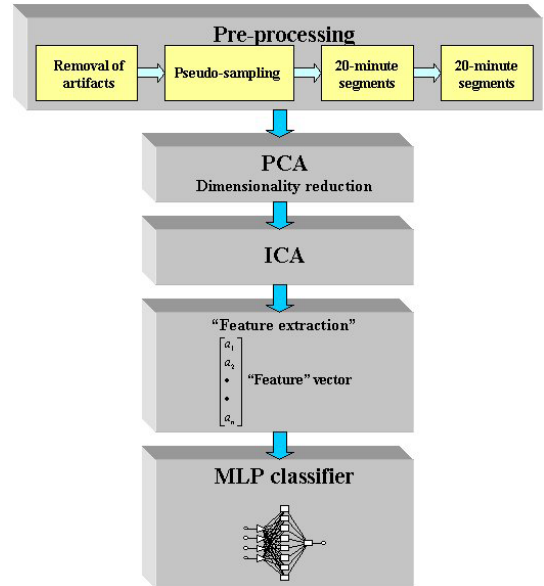 Pre-processing
Removal of
artifacts
Pseudo-sampling
20-minute
segments
20-minute
segments
PCA
Dimensionality reduction
ICA
“Feature extraction”
a₁
a₂
•
•
aₙ
“Feature” vector
MLP classifier